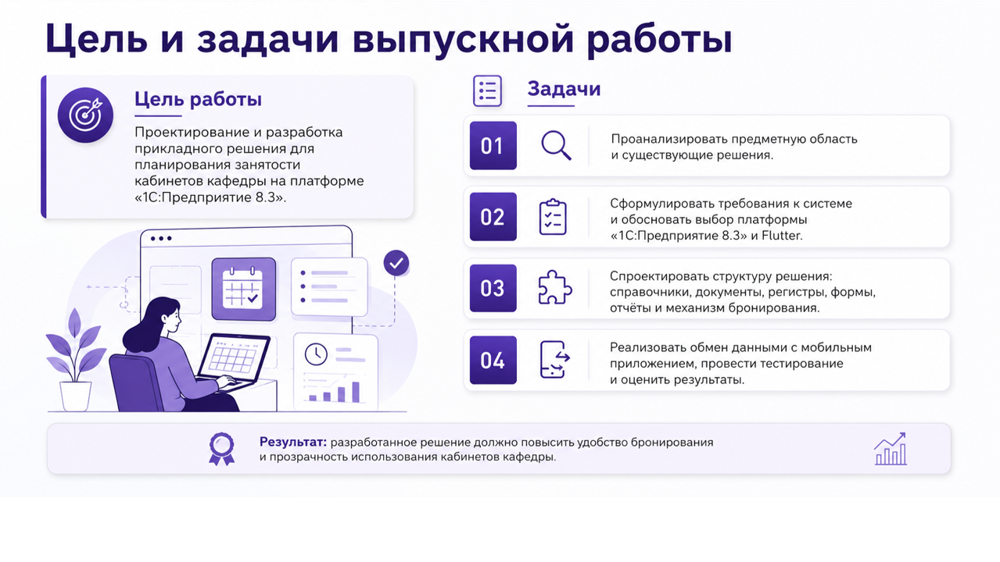 Цель и задачи выпускной работы
Цель работы
Проектирование и разработка
прикладного решения для
планирования занятости
кабинетов кафедры на платформе
«1С:Предприятие 8.3».
Задачи
01
Проанализировать предметную область
и существующие решения.
02
Сформулировать требования к системе
и обосновать выбор платформы
«1С:Предприятие 8.3» и Flutter.
03
Спроектировать структуру решения:
справочники, документы, регистры, формы,
отчёты и механизм бронирования.
04
Реализовать обмен данными с мобильным
приложением, провести тестирование
и оценить результаты.
Результат: разработанное решение должно повысить удобство бронирования
и прозрачность использования кабинетов кафедры.